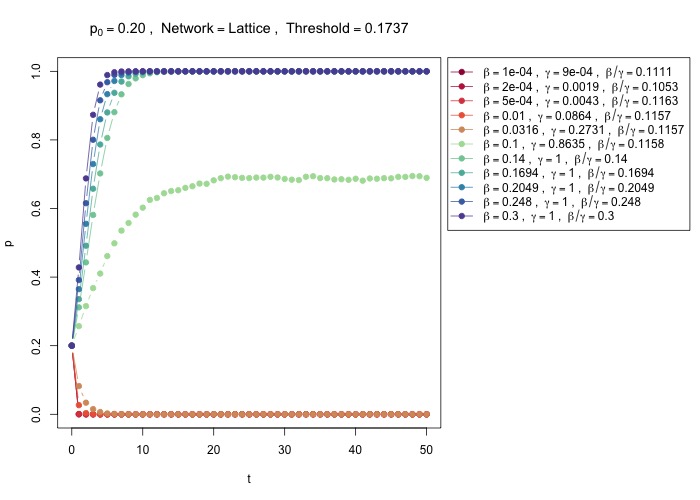 p₀ = 0.20 , Network = Lattice , Threshold = 0.1737
β = 1e-04 , γ = 9e-04 , β/γ = 0.1111
β = 2e-04 , γ = 0.0019 , β/γ = 0.1053
β = 5e-04 , γ = 0.0043 , β/γ = 0.1163
β = 0.01 , γ = 0.0864 , β/γ = 0.1157
β = 0.0316 , γ = 0.2731 , β/γ = 0.1157
β = 0.1 , γ = 0.8635 , β/γ = 0.1158
β = 0.14 , γ = 1 , β/γ = 0.14
β = 0.1694 , γ = 1 , β/γ = 0.1694
β = 0.2049 , γ = 1 , β/γ = 0.2049
β = 0.248 , γ = 1 , β/γ = 0.248
β = 0.3 , γ = 1 , β/γ = 0.3
1.0
0.8
0.6
0.4
0.2
0.0
p
0 10 20 30 40 50
t